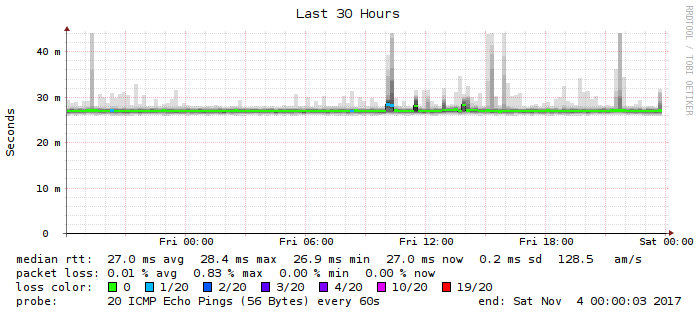 Last 30 Hours
RRDTOOL / TOBI OETIKER
Seconds
40 m
30 m
20 m
10 m
0
Fri 00:00 Fri 06:00 Fri 12:00 Fri 18:00 Sat 00:00
median rtt: 27.0 ms avg 28.4 ms max 26.9 ms min 27.0 ms now 0.2 ms sd 128.5 am/s
packet loss: 0.01 % avg 0.83 % max 0.00 % min 0.00 % now
loss color: 0 1/20 2/20 3/20 4/20 10/20 19/20
probe: 20 ICMP Echo Pings (56 Bytes) every 60s end: Sat Nov 4 00:00:03 2017